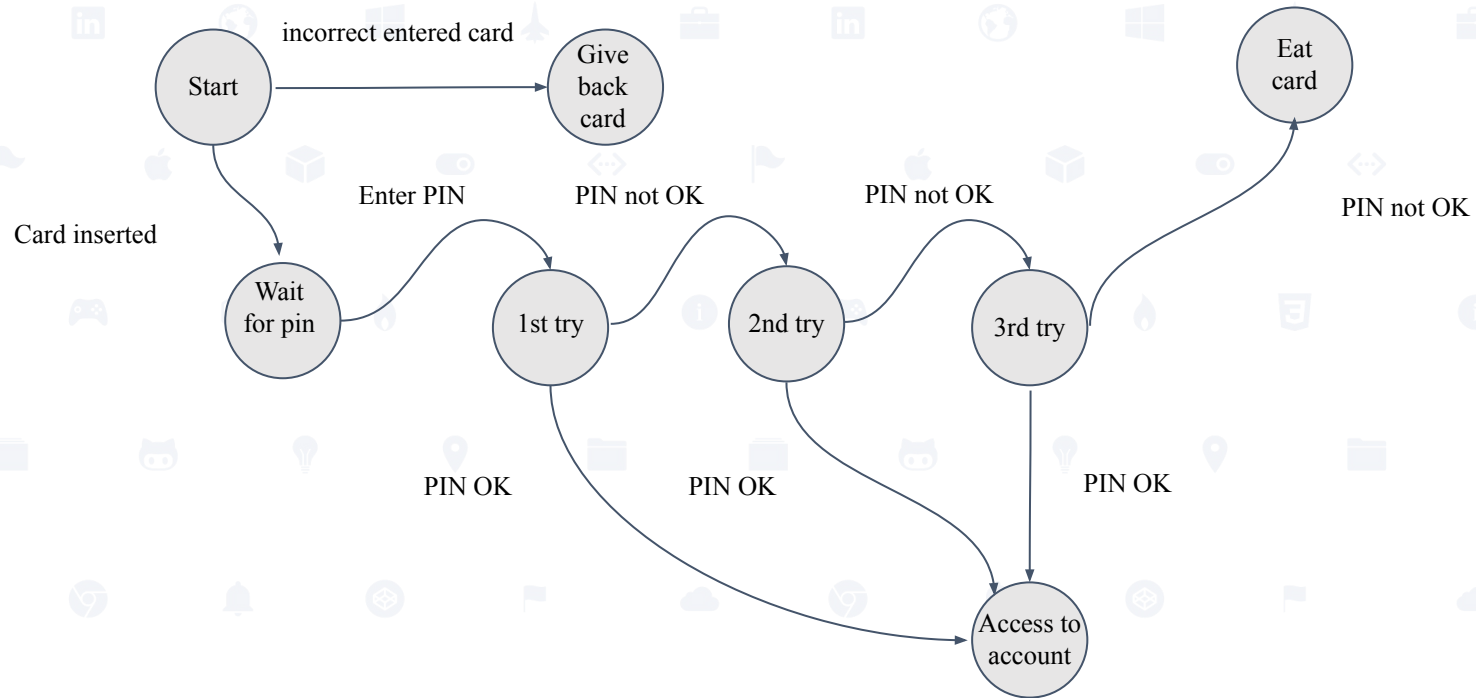 incorrect entered card
Start
Give
back
card
Eat
card
Enter PIN
PIN not OK
PIN not OK
PIN not OK
Card inserted
Wait
for pin
1st try
2nd try
3rd try
PIN OK
PIN OK
PIN OK
Access to
account